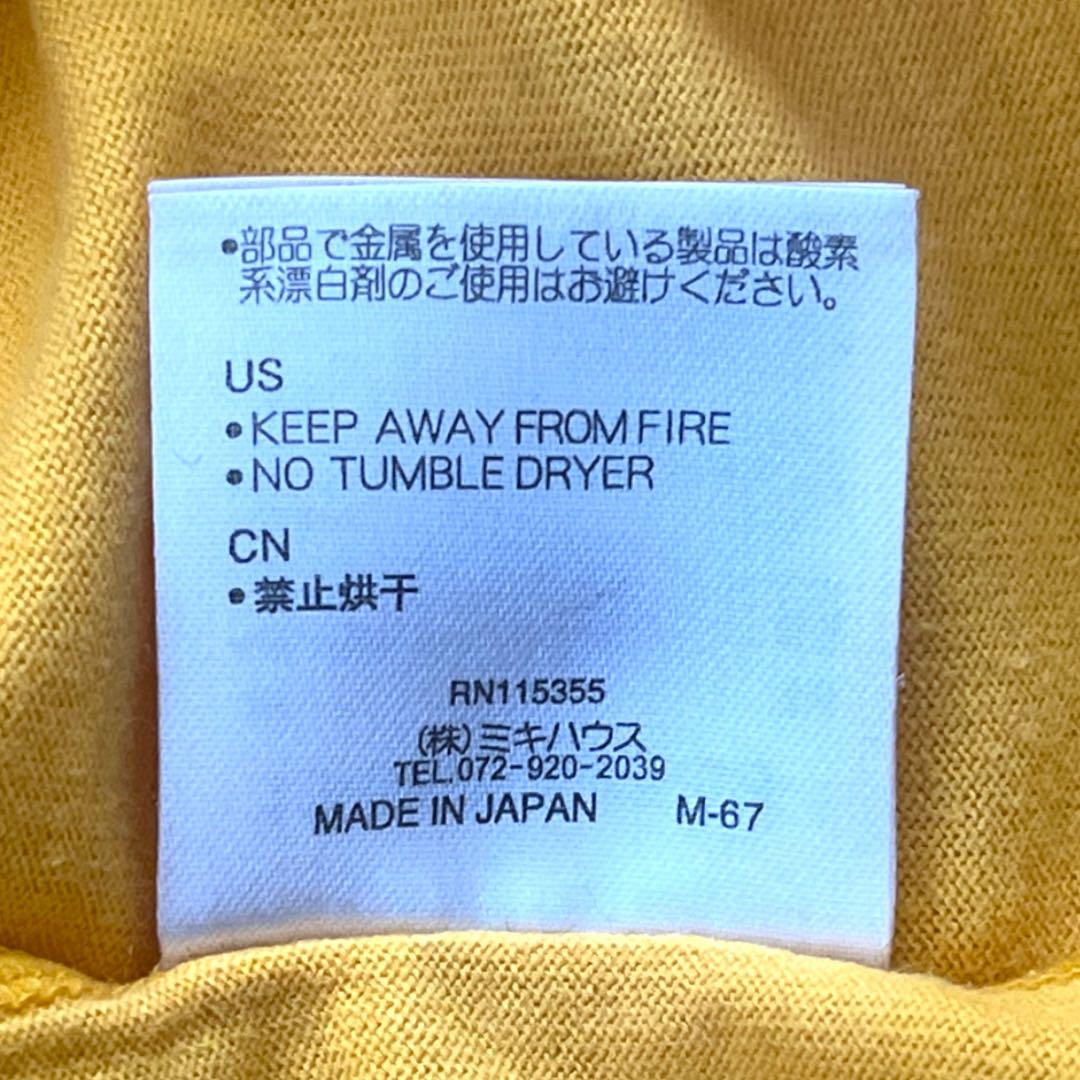 •部品で金属を使用している製品は酸素
系漂白剤のご使用はお避けください。
US
•KEEP AWAY FROM FIRE
•NO TUMBLE DRYER
CN
•禁止烘干
RN115355
(株)ミキハウス
TEL.072-920-2039
MADE IN JAPAN M-67